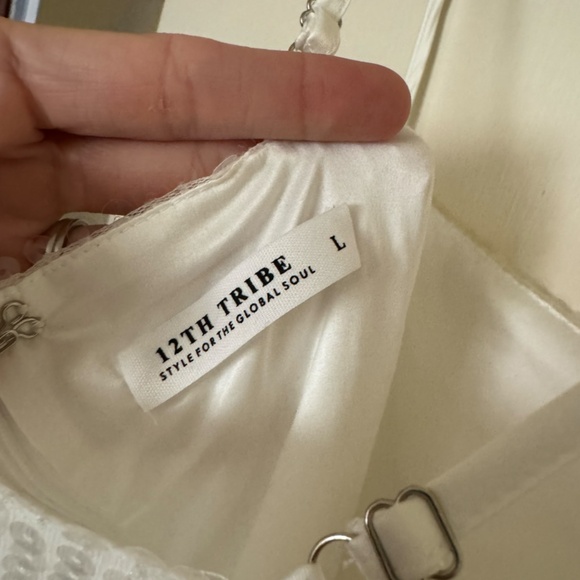 12TH TRIBE
STYLE FOR THE GLOBAL SOUL
L